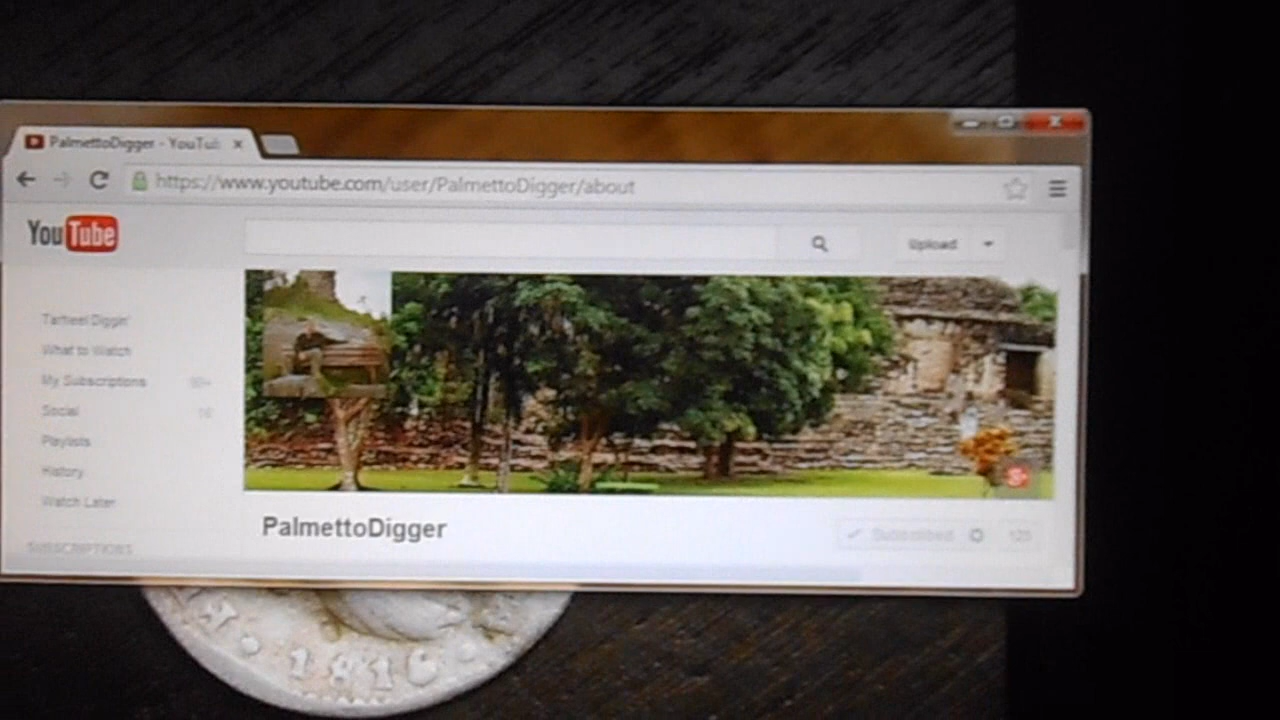 PalmettoDigger - YouTub
https://www.youtube.com/user/PalmettoDigger/about
YouTube
Upload
Tarheel Diggin'
What to Watch
My Subscriptions
Social
Playlists
History
Watch Later
SUBSCRIPTIONS
PalmettoDigger
Subscribed
1816